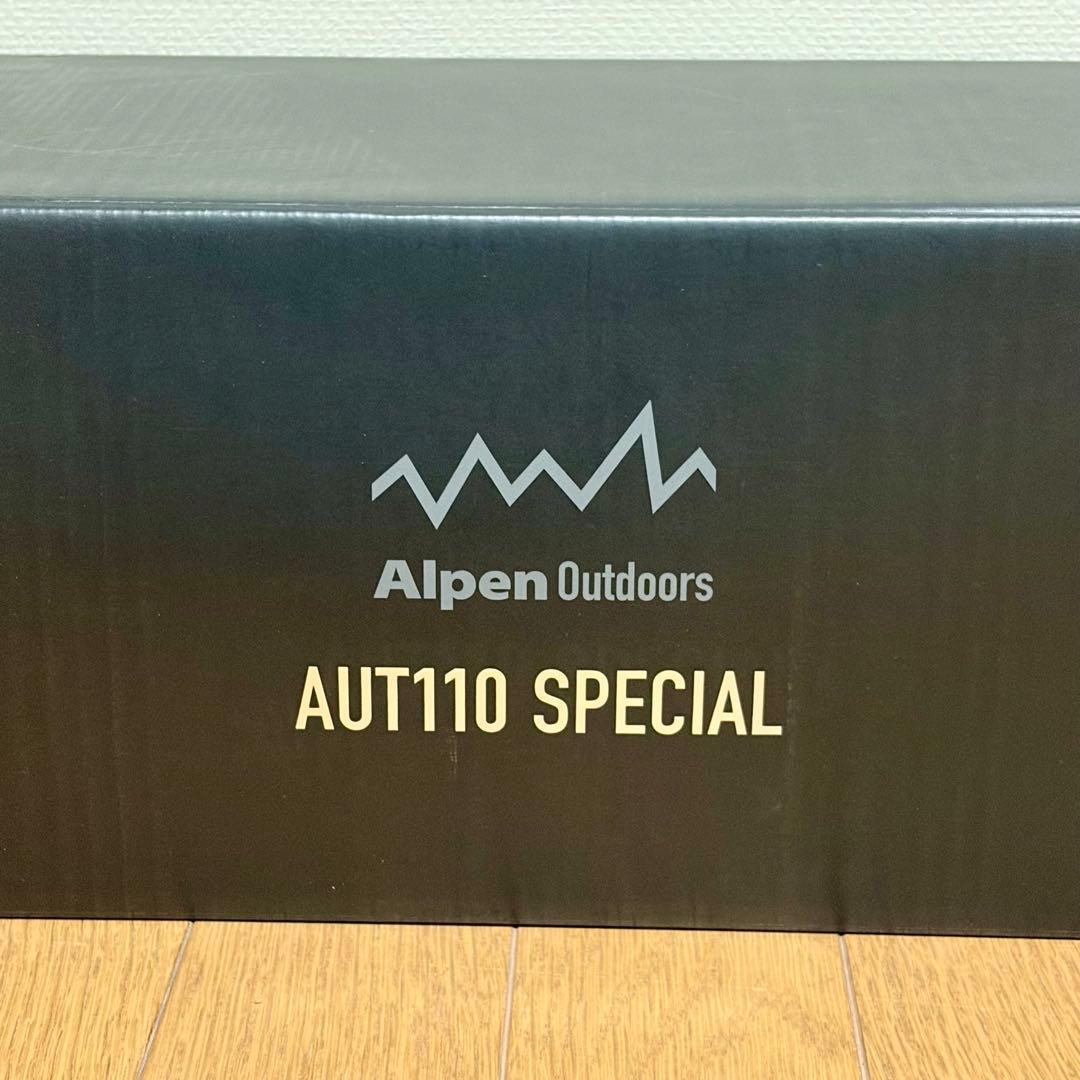 Alpen Outdoors
AUT110 SPECIAL